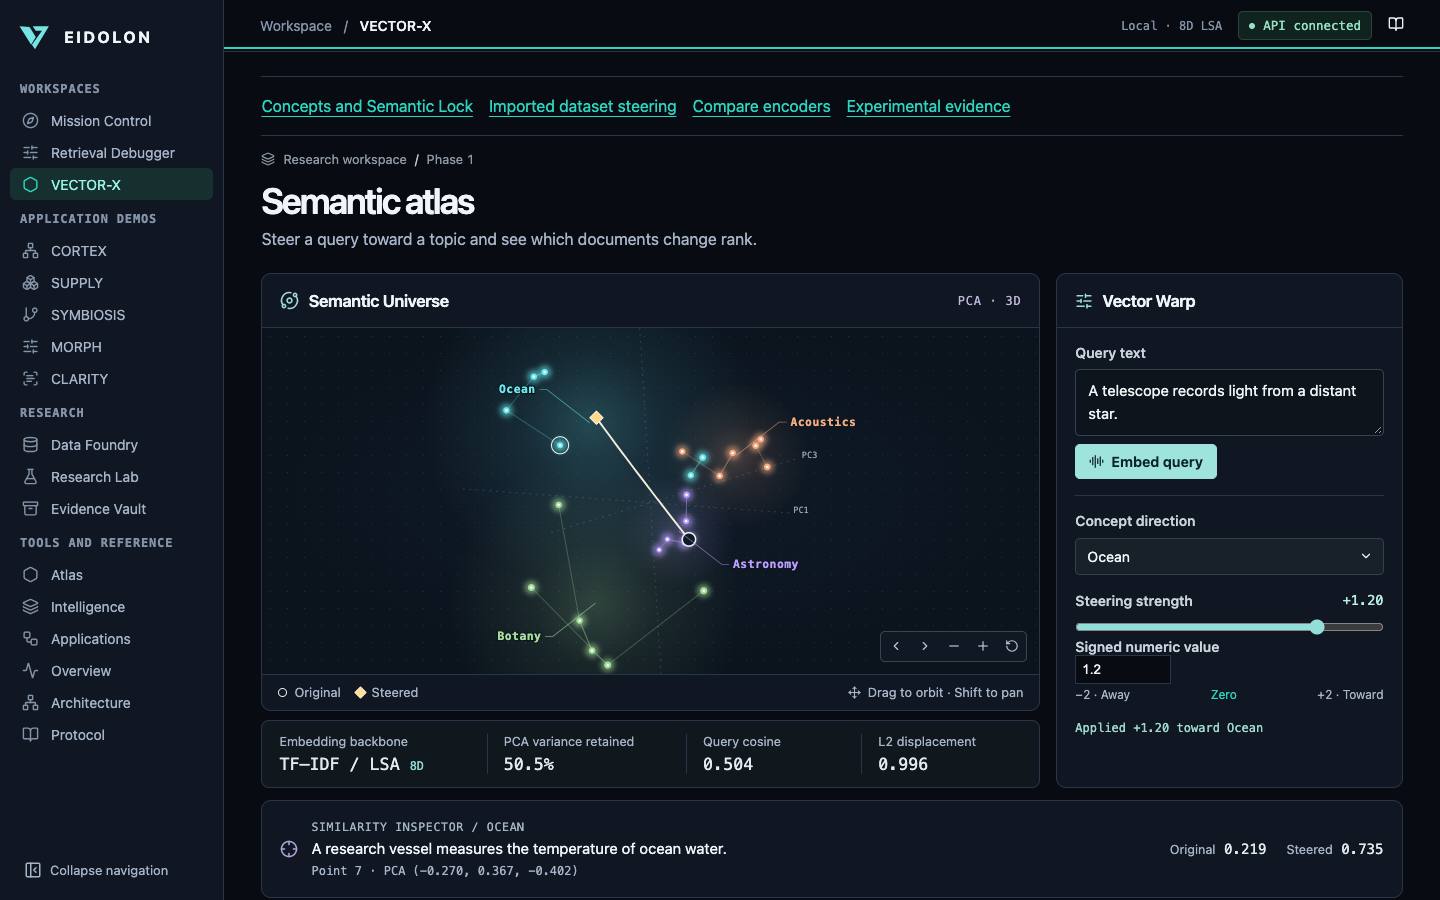 EIDOLON
WORKSPACES
Mission Control
Retrieval Debugger
VECTOR-X
APPLICATION DEMOS
CORTEX
SUPPLY
SYMBIOSIS
MORPH
CLARITY
RESEARCH
Data Foundry
Research Lab
Evidence Vault
TOOLS AND REFERENCE
Atlas
Intelligence
Applications
Overview
Architecture
Protocol
Collapse navigation
Workspace / VECTOR-X
Local · 8D LSA
API connected
Concepts and Semantic Lock Imported dataset steering Compare encoders Experimental evidence
Research workspace / Phase 1
Semantic atlas
Steer a query toward a topic and see which documents change rank.
Semantic Universe
PCA · 3D
Ocean
Acoustics
PC3
PC1
Astronomy
Botany
Original
Steered
Drag to orbit · Shift to pan
Embedding backbone
TF–IDF / LSA 8D
PCA variance retained
50.5%
Query cosine
0.504
L2 displacement
0.996
Vector Warp
Query text
A telescope records light from a distant
star.
Embed query
Concept direction
Ocean
Steering strength +1.20
Signed numeric value
1.2
−2 · Away Zero +2 · Toward
Applied +1.20 toward Ocean
SIMILARITY INSPECTOR / OCEAN
A research vessel measures the temperature of ocean water.
Point 7 · PCA (−0.270, 0.367, −0.402)
Original 0.219 Steered 0.735